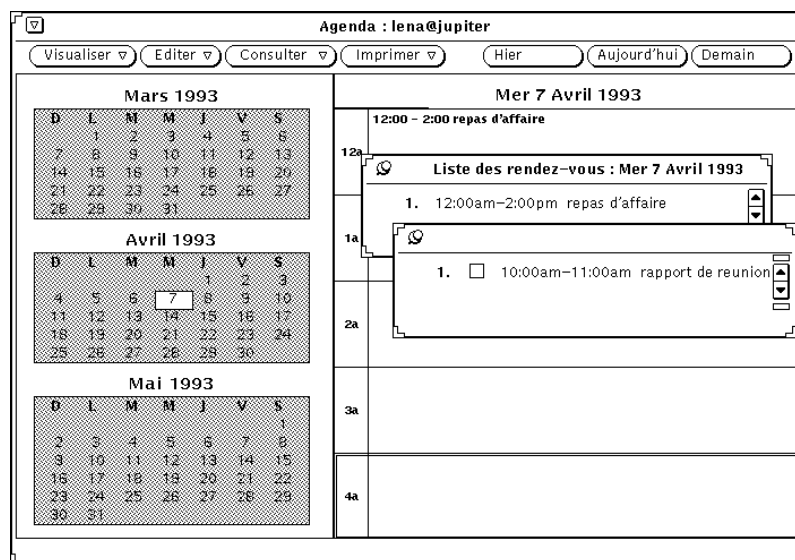 Agenda : lena@jupiter
Visualiser Editer Consulter Imprimer Hier Aujourd'hui Demain
Mars 1993
D L M M J V S
1 2 3 4 5 6
7 8 9 10 11 12 13
14 15 16 17 18 19 20
21 22 23 24 25 26 27
28 29 30 31
Avril 1993
D L M M J V S
1 2 3
4 5 6 7 8 9 10
11 12 13 14 15 16 17
18 19 20 21 22 23 24
25 26 27 28 29 30
Mai 1993
D L M M J V S
1
2 3 4 5 6 7 8
9 10 11 12 13 14 15
16 17 18 19 20 21 22
23 24 25 26 27 28 29
30 31
Mer 7 Avril 1993
12:00 - 2:00 repas d'affaire
12a
Liste des rendez-vous : Mer 7 Avril 1993
1. 12:00am-2:00pm repas d'affaire
1a
1. 10:00am-11:00am rapport de reunion
2a
3a
4a